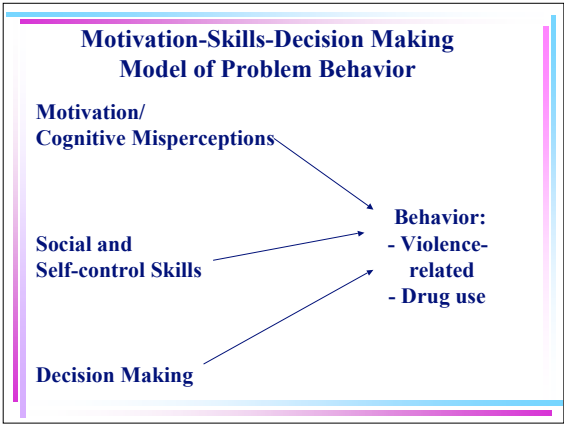 Motivation-Skills-Decision Making
Model of Problem Behavior
Motivation/
Cognitive Misperceptions
Social and
Self-control Skills
Decision Making
Behavior:
- Violence-
related
- Drug use